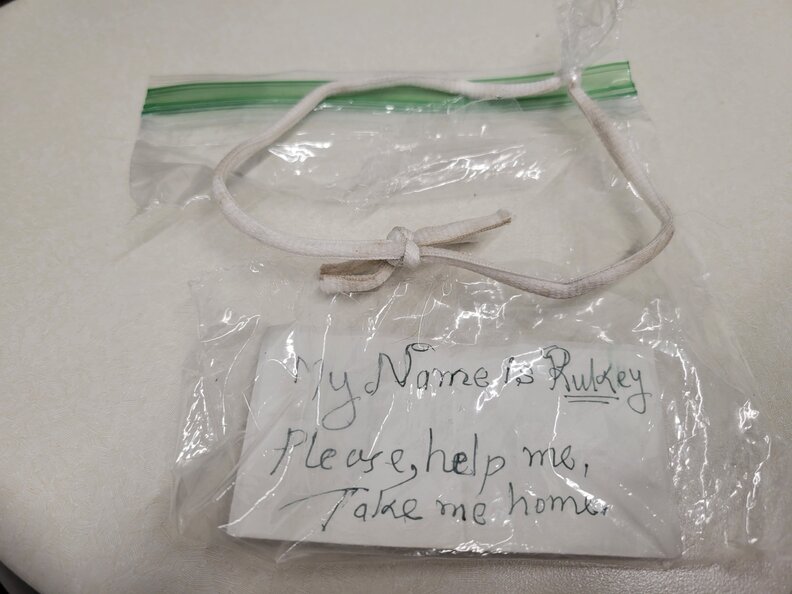 My Name is Rukey
Please, help me,
Take me home.